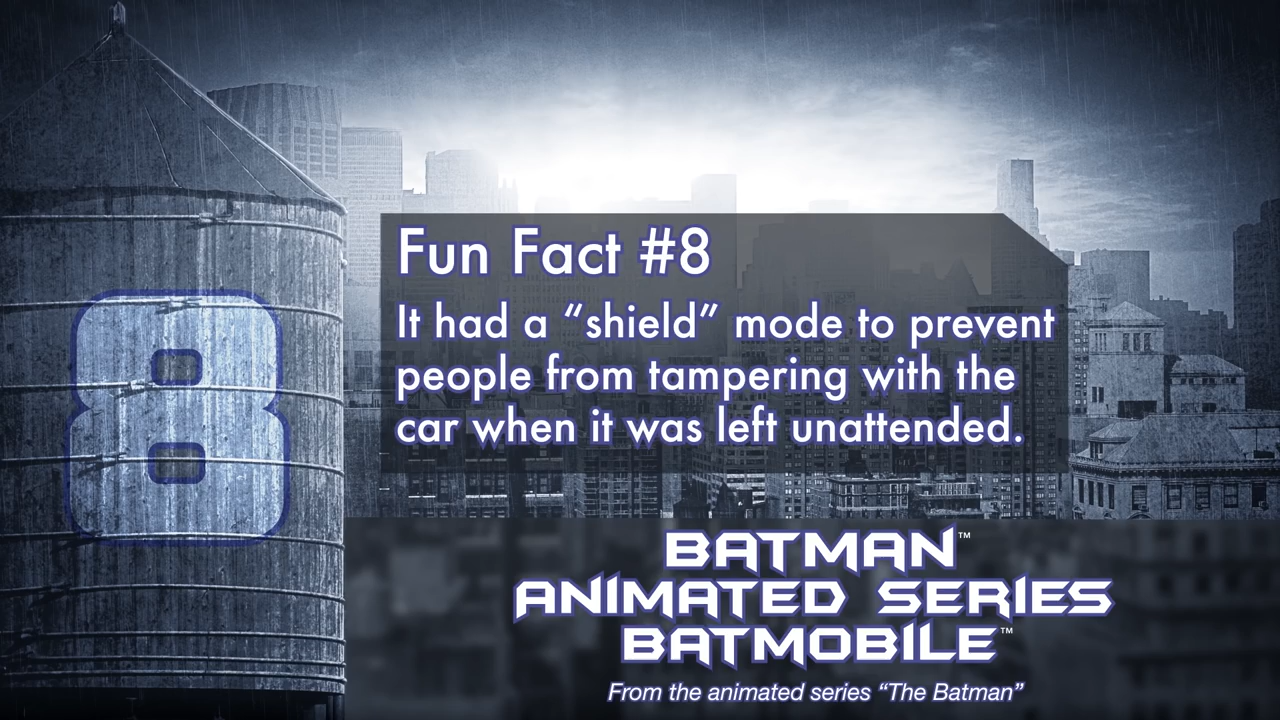 8
Fun Fact #8
It had a “shield” mode to prevent
people from tampering with the
car when it was left unattended.
BATMAN™
ANIMATED SERIES
BATMOBILE™
From the animated series “The Batman”